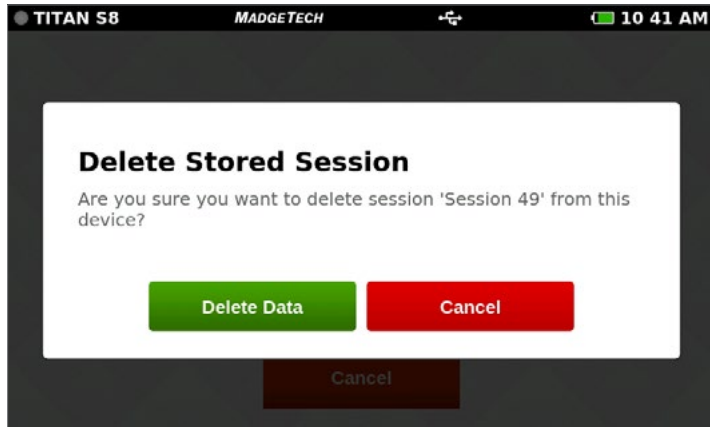 TITAN S8 MADGETECH 10 41 AM
Delete Stored Session
Are you sure you want to delete session 'Session 49' from this
device?
Delete Data Cancel
Cancel